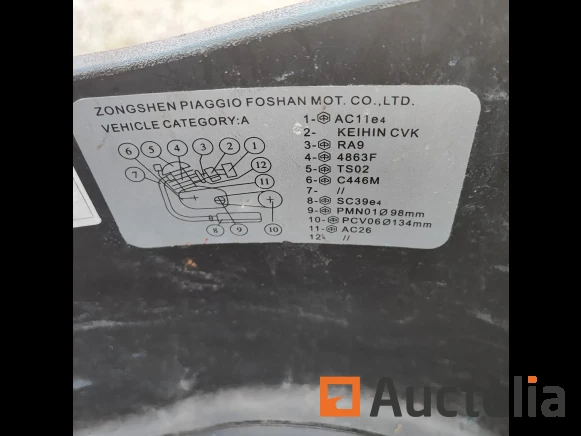 ZONGSHEN PIAGGIO FOSHAN MOT. CO.,LTD.
VEHICLE CATEGORY:A
1- AC11e4
2- KEIHIN CVK
3- RA9
4- 4863F
5- TS02
6- C446M
7- //
8- SC39e4
9- PMN01Ø98mm
10- PCV06Ø134mm
11- AC26
12- //
6 5 4 3 2 1
7 12
11
8 9 10
Auctelia